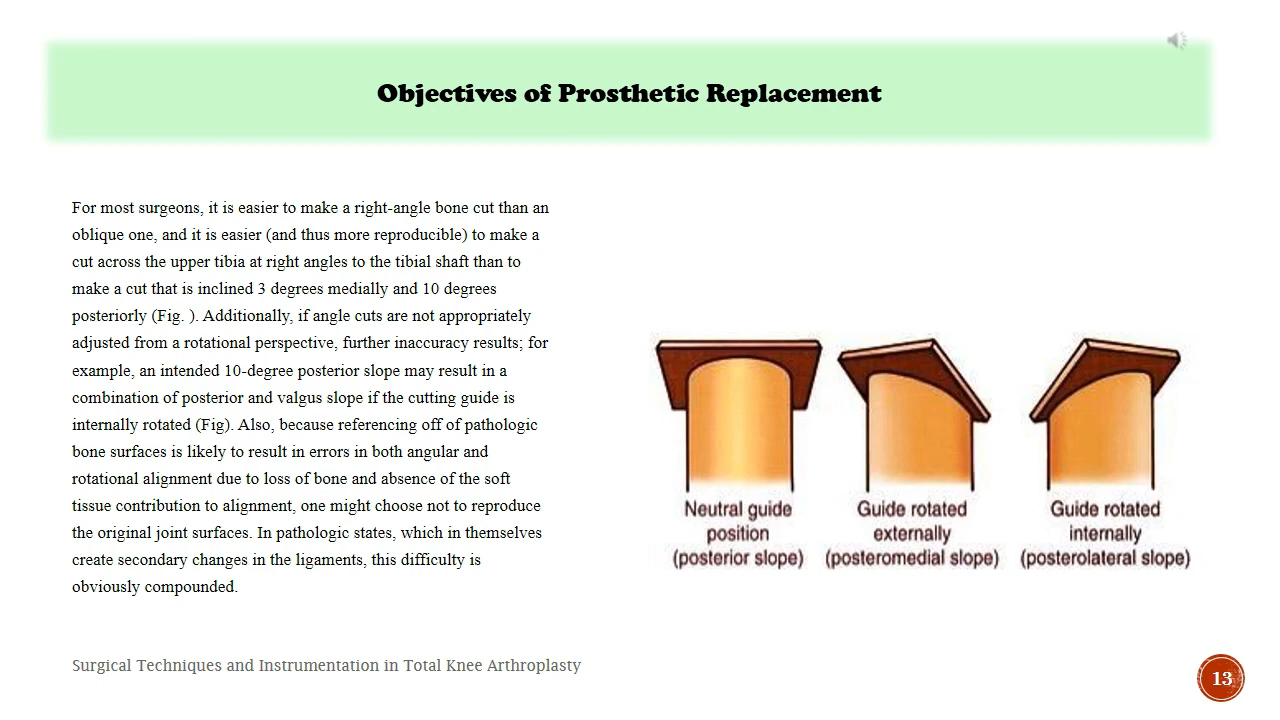 Objectives of Prosthetic Replacement
For most surgeons, it is easier to make a right-angle bone cut than an
oblique one, and it is easier (and thus more reproducible) to make a
cut across the upper tibia at right angles to the tibial shaft than to
make a cut that is inclined 3 degrees medially and 10 degrees
posteriorly (Fig. ). Additionally, if angle cuts are not appropriately
adjusted from a rotational perspective, further inaccuracy results; for
example, an intended 10-degree posterior slope may result in a
combination of posterior and valgus slope if the cutting guide is
internally rotated (Fig). Also, because referencing off of pathologic
bone surfaces is likely to result in errors in both angular and
rotational alignment due to loss of bone and absence of the soft
tissue contribution to alignment, one might choose not to reproduce
the original joint surfaces. In pathologic states, which in themselves
create secondary changes in the ligaments, this difficulty is
obviously compounded.
Neutral guide
position
(posterior slope)
Guide rotated
externally
(posteromedial slope)
Guide rotated
internally
(posterolateral slope)
Surgical Techniques and Instrumentation in Total Knee Arthroplasty
13